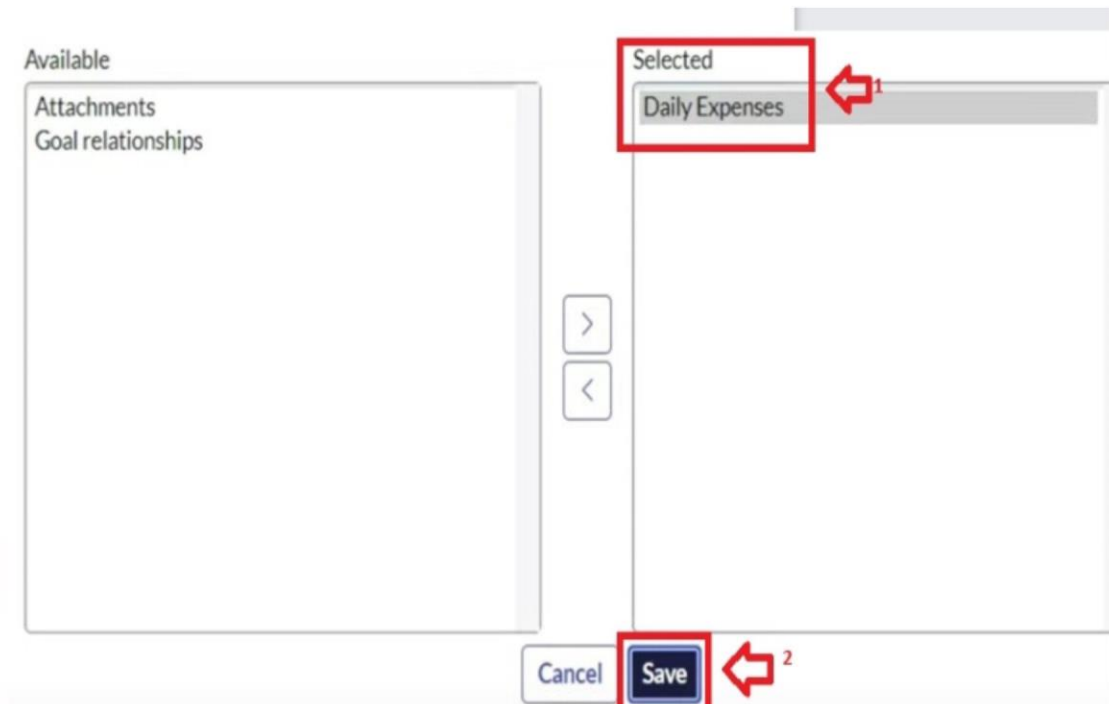 Available
Attachments
Goal relationships
Selected
Daily Expenses
1
>
<
Cancel
Save
2